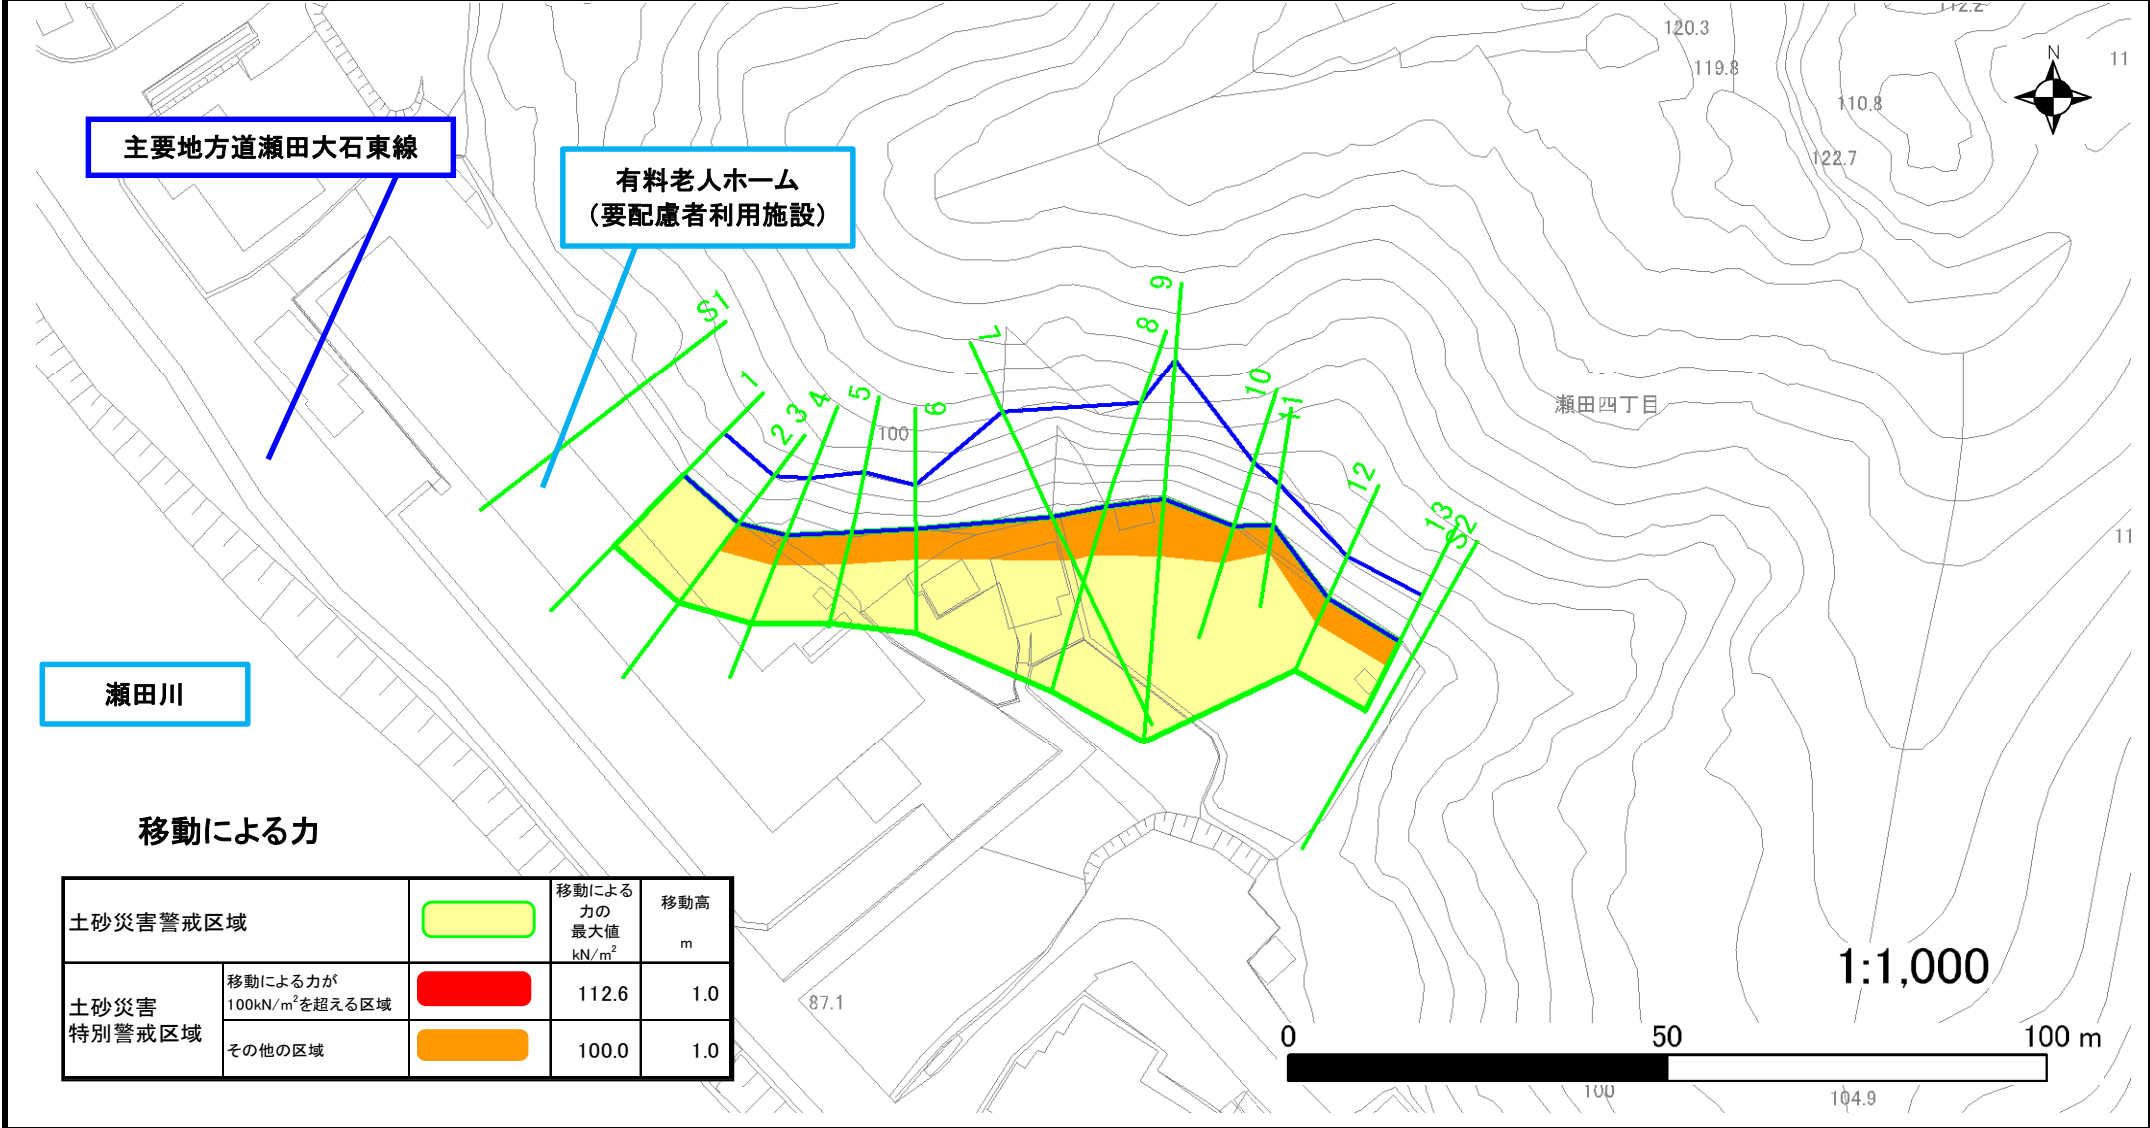 112.2
120.3
119.8
11
110.8
122.7
N
主要地方道瀬田大石東線
有料老人ホーム
（要配慮者利用施設）
S1
1
2
3
4
5
6
7
8
9
10
11
12
13
S2
100
瀬田四丁目
11
瀬田川
移動による力
土砂災害警戒区域
移動による
力の
最大値
kN/m²
移動高
m
土砂災害
特別警戒区域
移動による力が
100kN/m²を超える区域
112.6
1.0
その他の区域
100.0
1.0
87.1
1:1,000
0
50
100 m
100
104.9